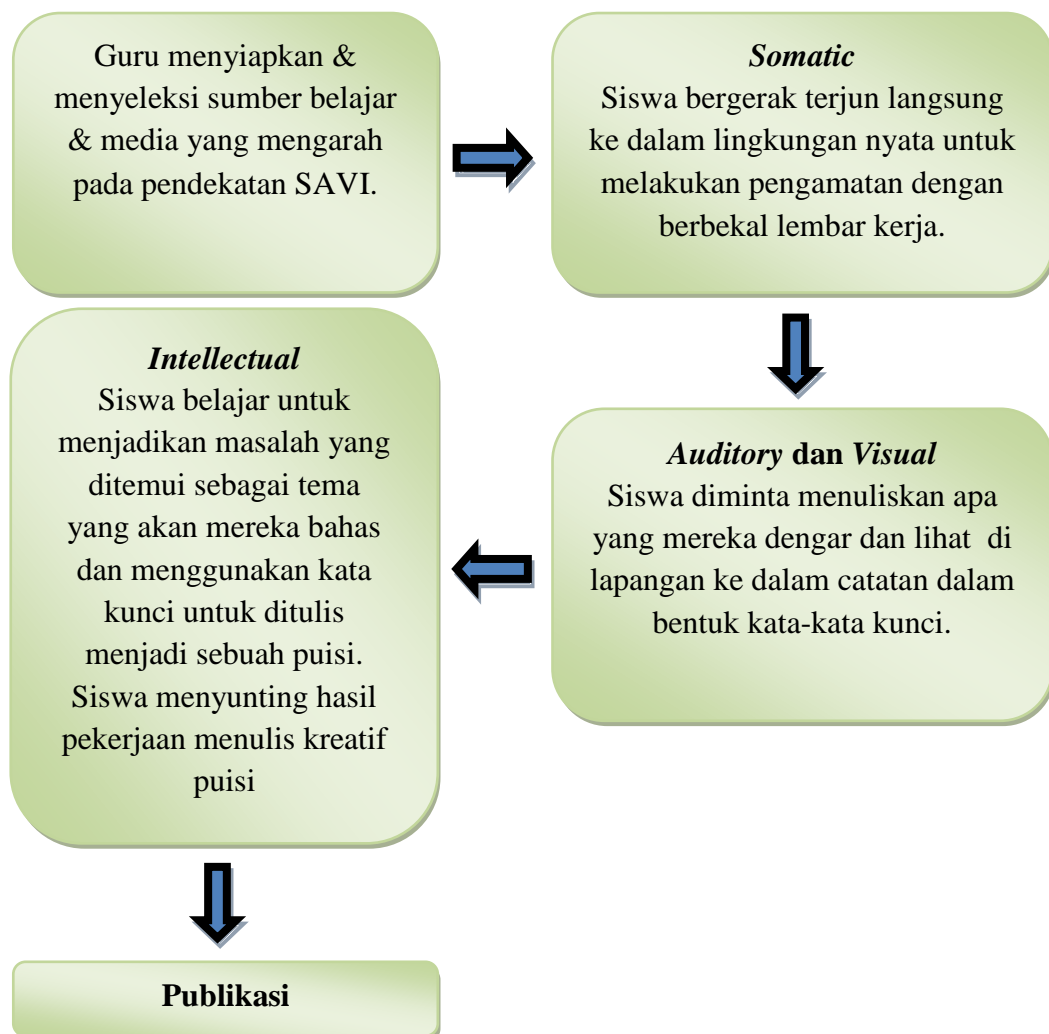 Guru menyiapkan &
menyeleksi sumber belajar
& media yang mengarah
pada pendekatan SAVI.
Somatic
Siswa bergerak terjun langsung
ke dalam lingkungan nyata untuk
melakukan pengamatan dengan
berbekal lembar kerja.
Auditory dan Visual
Siswa diminta menuliskan apa
yang mereka dengar dan lihat di
lapangan ke dalam catatan dalam
bentuk kata-kata kunci.
Intellectual
Siswa belajar untuk
menjadikan masalah yang
ditemui sebagai tema
yang akan mereka bahas
dan menggunakan kata
kunci untuk ditulis
menjadi sebuah puisi.
Siswa menyunting hasil
pekerjaan menulis kreatif
puisi
Publikasi